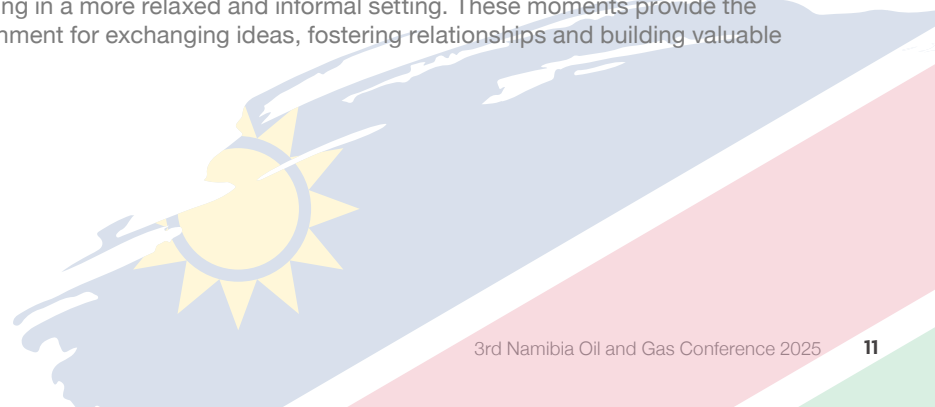 ing in a more relaxed and informal setting. These moments provide the
nment for exchanging ideas, fostering relationships and building valuable
3rd Namibia Oil and Gas Conference 2025 11